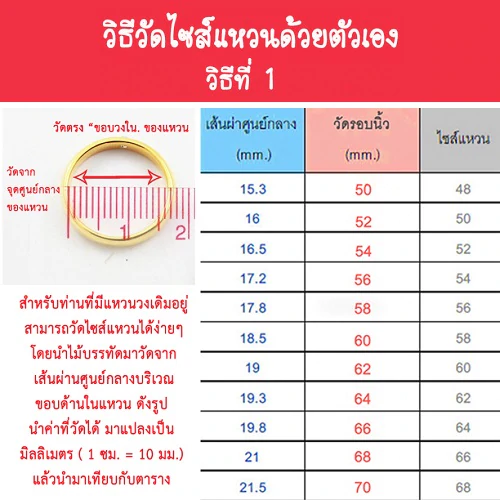 วิธีวัดไซส์แหวนด้วยตัวเอง
วิธีที่ 1
วัดตรง "ขอบวงใน. ของแหวน
วัดจาก
จุดศูนย์กลาง
ของแหวน
1 2
สำหรับท่านที่มีแหวนวงเดิมอยู่
สามารถวัดไซส์แหวนได้ง่ายๆ
โดยนำไม้บรรทัดมาวัดจาก
เส้นผ่านศูนย์กลางบริเวณ
ขอบด้านในแหวน ดังรูป
นำค่าที่วัดได้ มาแปลงเป็น
มิลลิเมตร ( 1 ซม. = 10 มม.)
แล้วนำมาเทียบกับตาราง
เส้นผ่าศูนย์กลาง วัดรอบนิ้ว ไซส์แหวน
(mm.) (mm.)
15.3 50 48
16 52 50
16.5 54 52
17.2 56 54
17.8 58 56
18.5 60 58
19 62 60
19.3 64 62
19.8 66 64
21 68 66
21.5 70 68